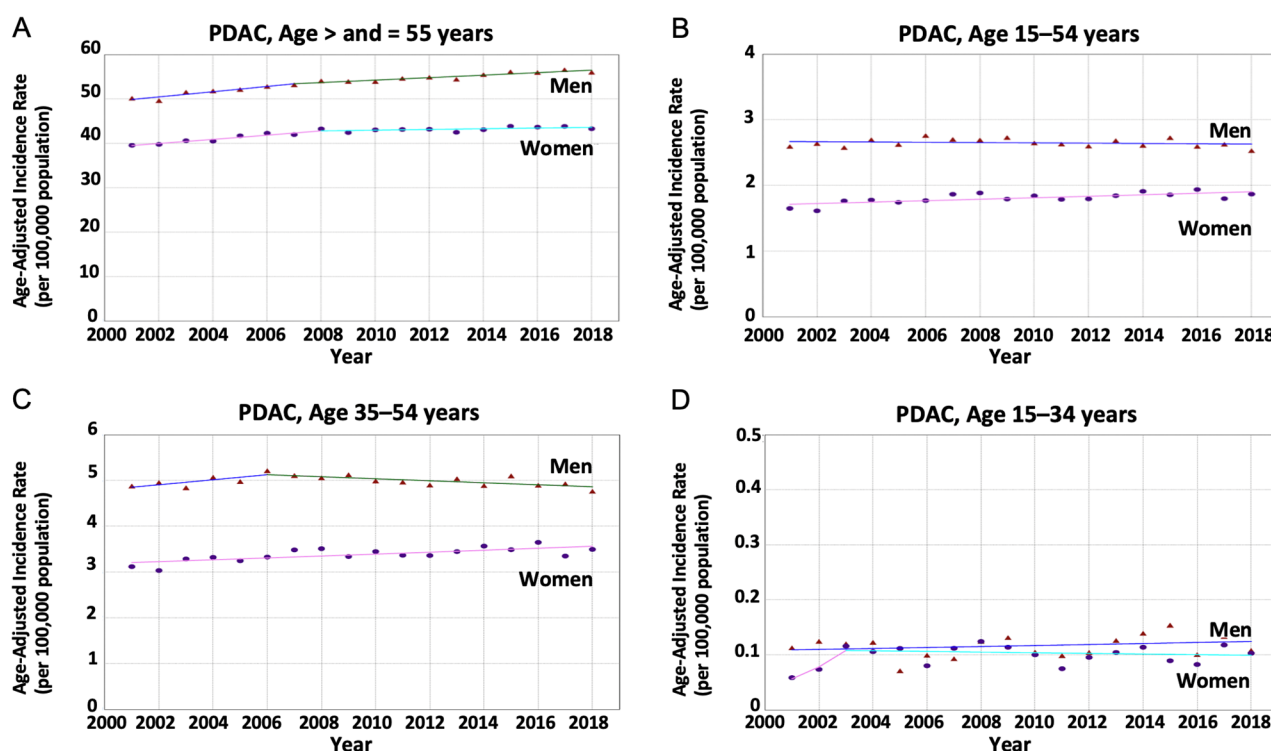 A
PDAC, Age > and = 55 years
Age-Adjusted Incidence Rate
(per 100,000 population)
60
50
40
30
20
10
0
Men
Women
2000 2002 2004 2006 2008 2010 2012 2014 2016 2018
Year
B
PDAC, Age 15–54 years
Age-Adjusted Incidence Rate
(per 100,000 population)
4
3
2
1
0
Men
Women
2000 2002 2004 2006 2008 2010 2012 2014 2016 2018
Year
C
PDAC, Age 35–54 years
Age-Adjusted Incidence Rate
(per 100,000 population)
6
5
4
3
2
1
0
Men
Women
2000 2002 2004 2006 2008 2010 2012 2014 2016 2018
Year
D
PDAC, Age 15–34 years
Age-Adjusted Incidence Rate
(per 100,000 population)
0.5
0.4
0.3
0.2
0.1
0
Men
Women
2000 2002 2004 2006 2008 2010 2012 2014 2016 2018
Year